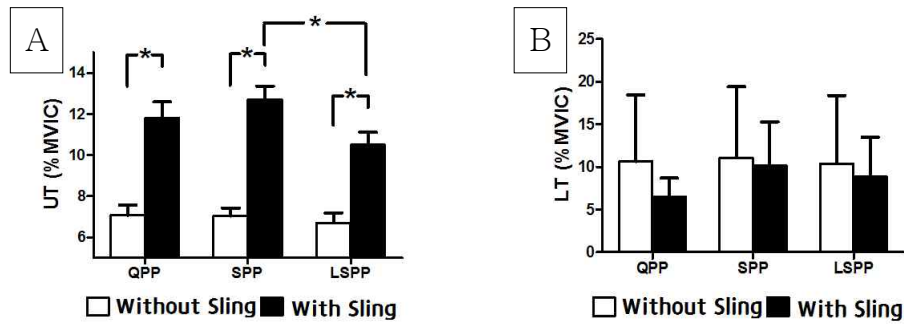 A
UT (% MVIC)
14
12
10
8
6
*
*
*
*
QPP
SPP
LSPP
Without Sling
With Sling
B
LT (% MVIC)
25
20
15
10
5
0
QPP
SPP
LSPP
Without Sling
With Sling